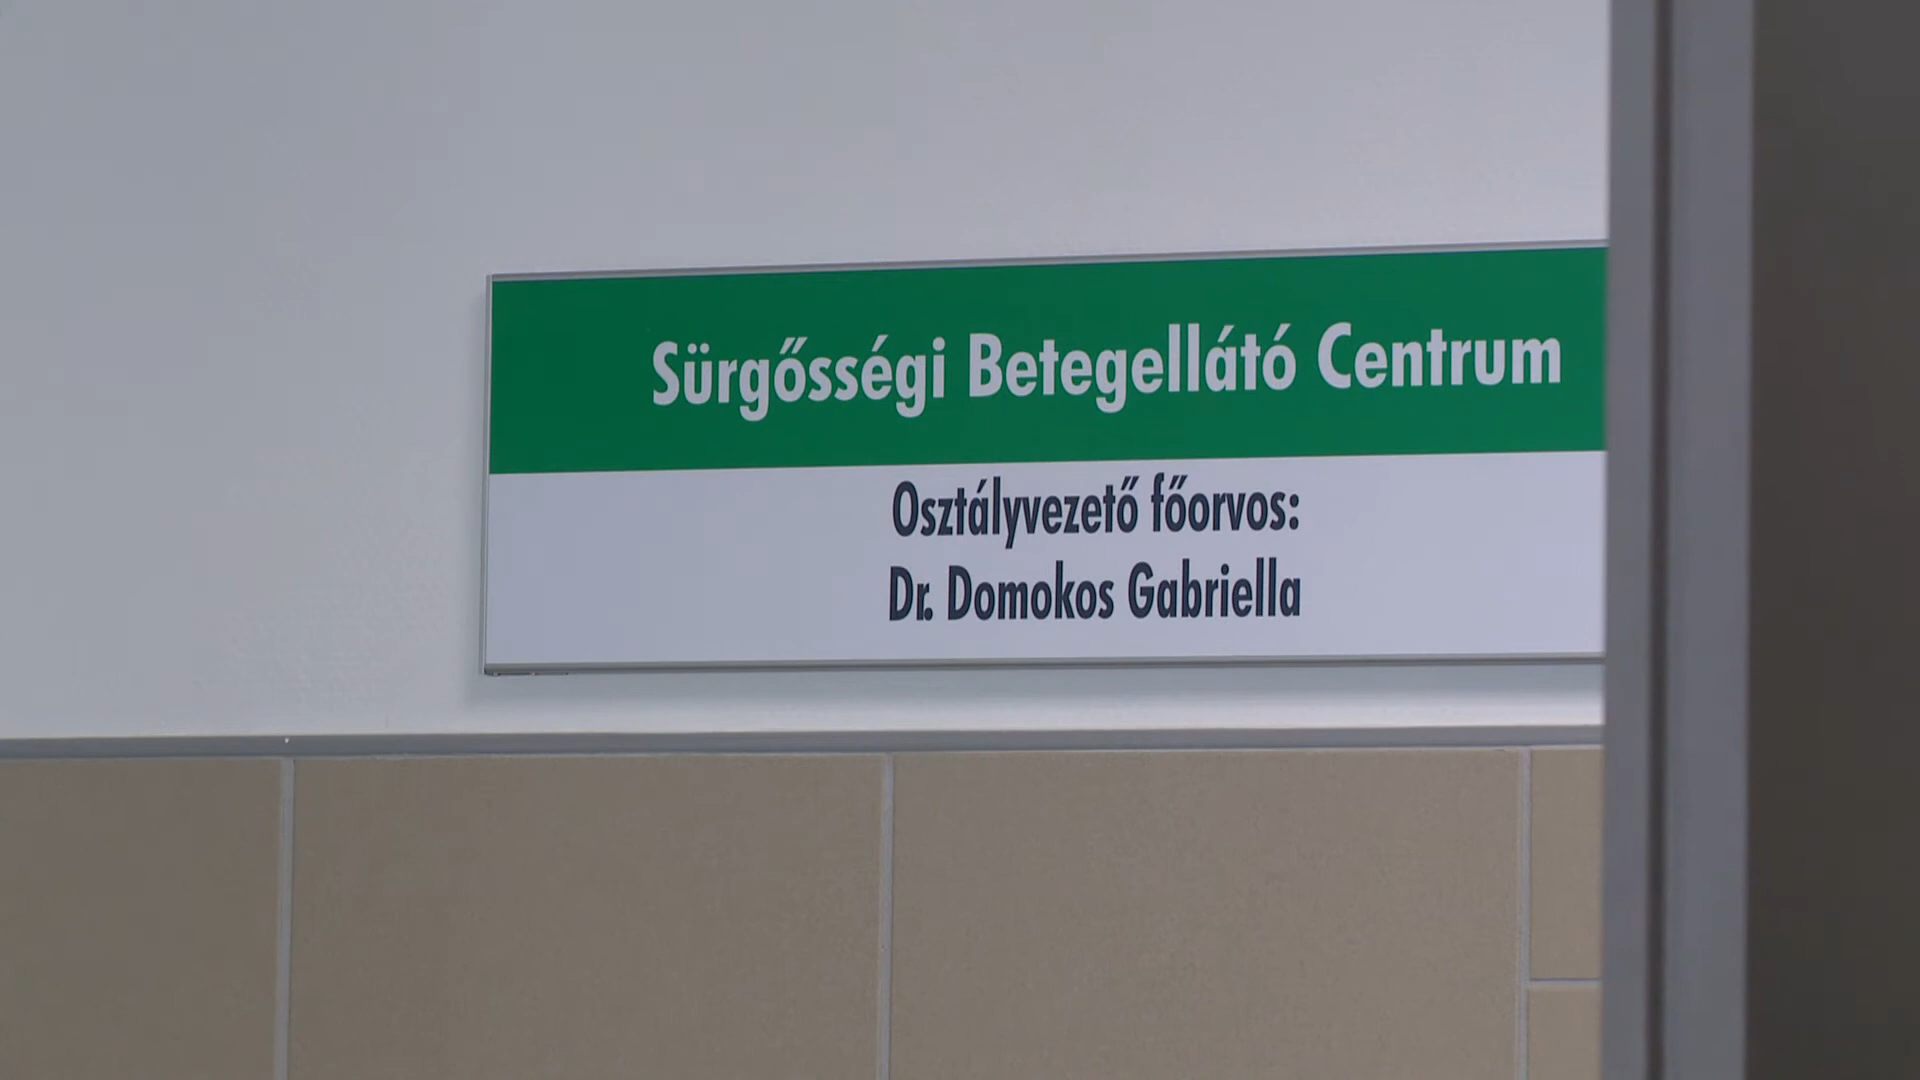 Sürgősségi Betegellátó Centrum
Osztályvezető főorvos:
Dr. Domokos Gabriella